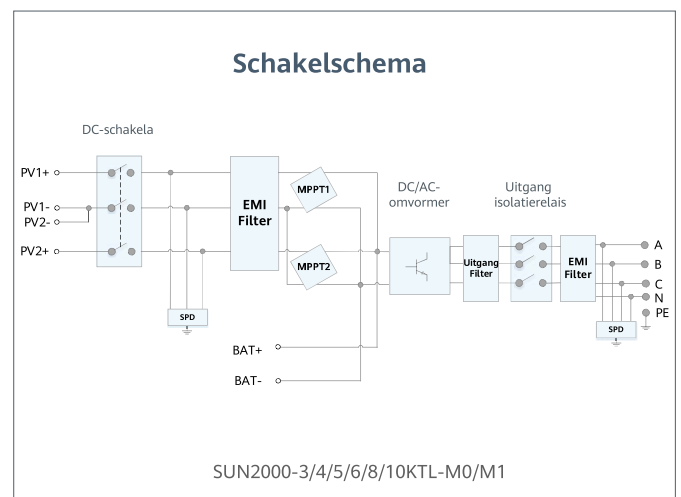 Schakelschema
DC-schakela
PV1+
PV1-
PV2-
PV2+
EMI
Filter
MPPT1
MPPT2
SPD
BAT+
BAT-
DC/AC-
omvormer
Uitgang
Filter
Uitgang
isolatierelais
EMI
Filter
A
B
C
N
PE
SPD
SUN2000-3/4/5/6/8/10KTL-M0/M1